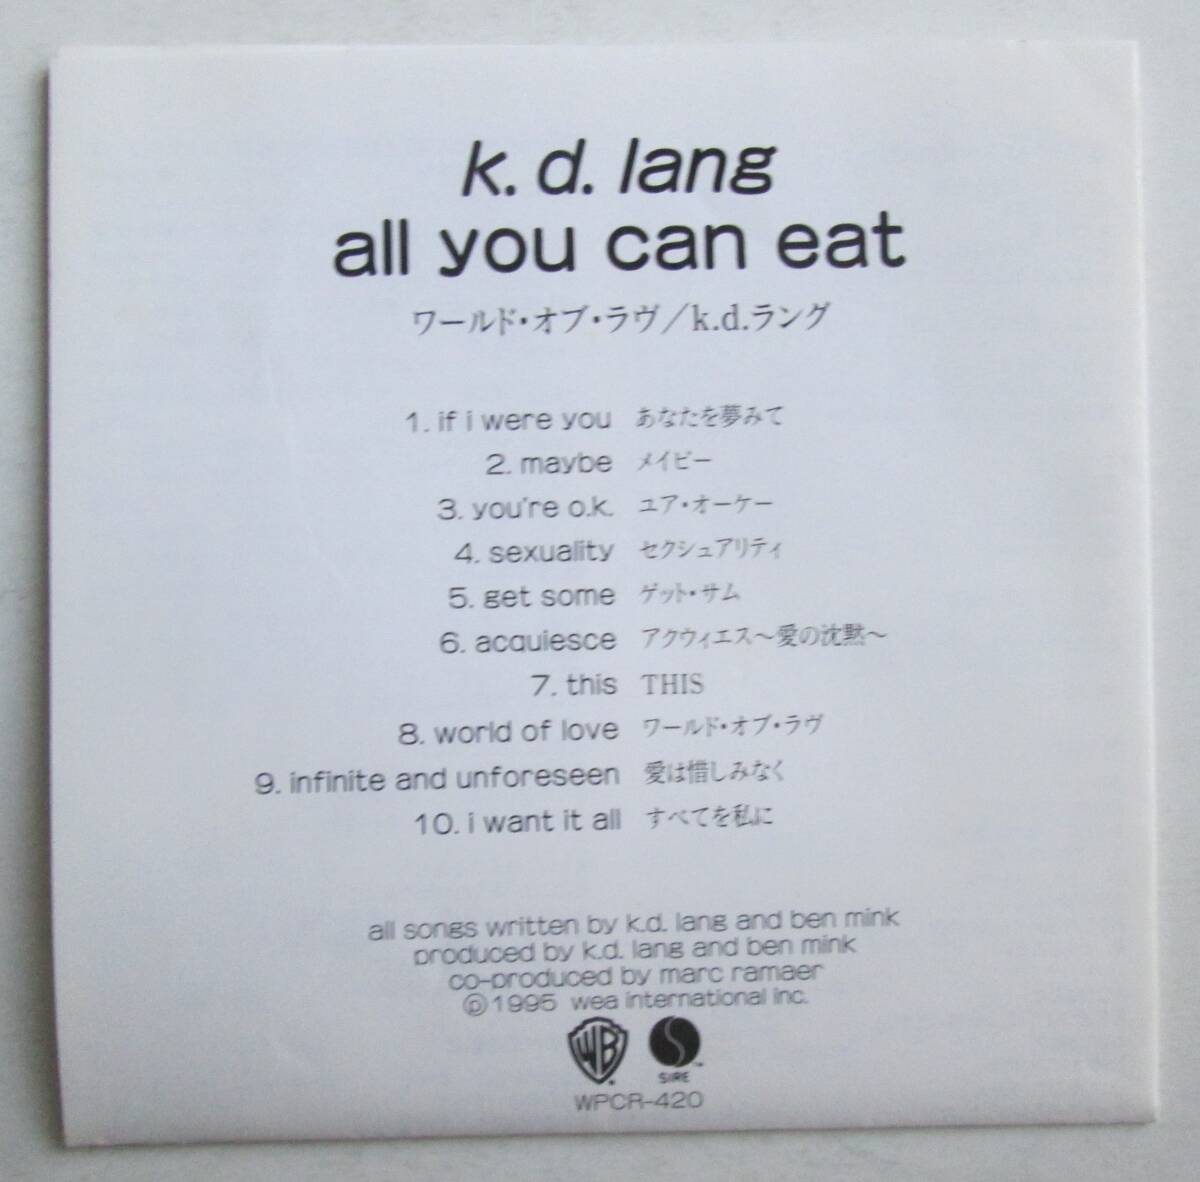 k. d. lang
all you can eat
ワールド・オブ・ラヴ/k.d.ラング
1. if i were you あなたを夢みて
2. maybe メイビー
3. you're o.k. ユア・オーケー
4. sexuality セクシュアリティ
5. get some ゲット・サム
6. acquiesce アクウィエス〜愛の沈黙〜
7. this THIS
8. world of love ワールド・オブ・ラヴ
9. infinite and unforeseen 愛は惜しみなく
10. i want it all すべてを私に
all songs written by k.d. lang and ben mink
produced by k.d. lang and ben mink
co-produced by marc ramaer
℗1995 wea international inc.
WB SIRE™
WPCR-420